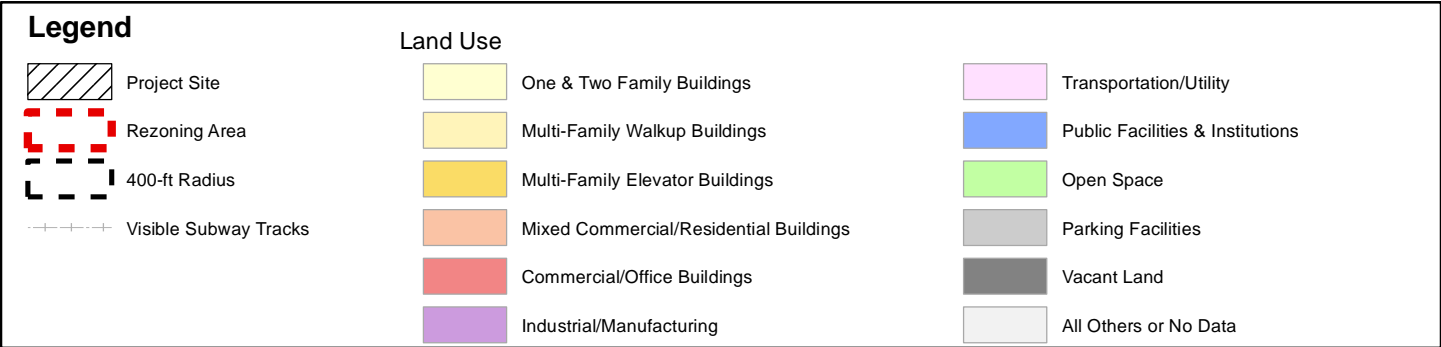 Legend
Project Site
Rezoning Area
400-ft Radius
Visible Subway Tracks
Land Use
One & Two Family Buildings
Multi-Family Walkup Buildings
Multi-Family Elevator Buildings
Mixed Commercial/Residential Buildings
Commercial/Office Buildings
Industrial/Manufacturing
Transportation/Utility
Public Facilities & Institutions
Open Space
Parking Facilities
Vacant Land
All Others or No Data